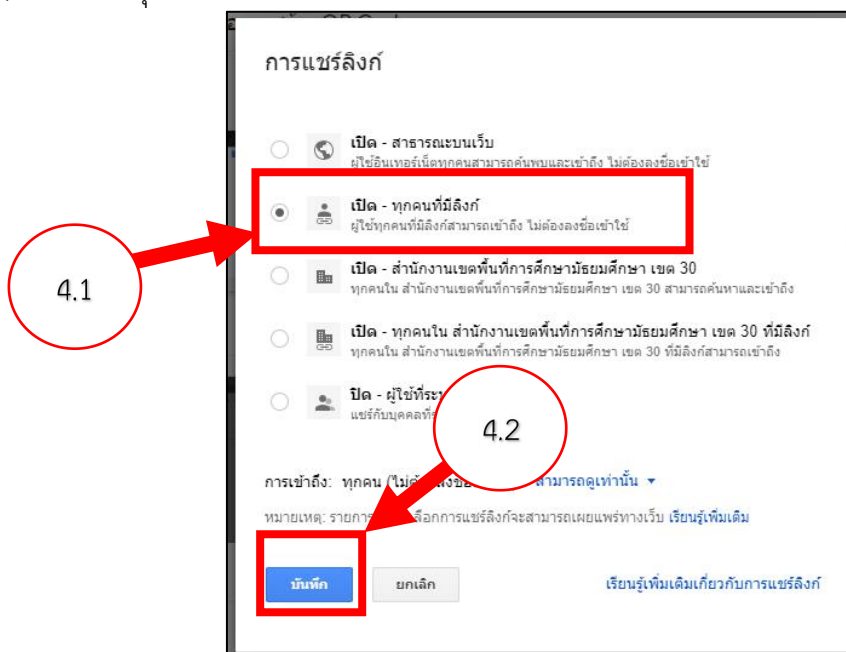 การแชร์ลิงก์
เปิด - สาธารณะบนเว็บ
ผู้ใช้อินเทอร์เน็ตทุกคนสามารถค้นพบและเข้าถึง ไม่ต้องลงชื่อเข้าใช้
เปิด - ทุกคนที่มีลิงก์
ผู้ใช้ทุกคนที่มีลิงก์สามารถเข้าถึง ไม่ต้องลงชื่อเข้าใช้
4.1
เปิด - สำนักงานเขตพื้นที่การศึกษามัธยมศึกษา เขต 30
ทุกคนใน สำนักงานเขตพื้นที่การศึกษามัธยมศึกษา เขต 30 สามารถค้นหาและเข้าถึง
เปิด - ทุกคนใน สำนักงานเขตพื้นที่การศึกษามัธยมศึกษา เขต 30 ที่มีลิงก์
ทุกคนใน สำนักงานเขตพื้นที่การศึกษามัธยมศึกษา เขต 30 ที่มีลิงก์สามารถเข้าถึง
ปิด - ผู้ใช้ที่ระ
แชร์กับบุคคลที่
4.2
การเข้าถึง: ทุกคน สามารถดูเท่านั้น
หมายเหตุ: รายการ เลือกการแชร์ลิงก์จะสามารถเผยแพร่ทางเว็บ เรียนรู้เพิ่มเติม
บันทึก ยกเลิก เรียนรู้เพิ่มเติมเกี่ยวกับการแชร์ลิงก์